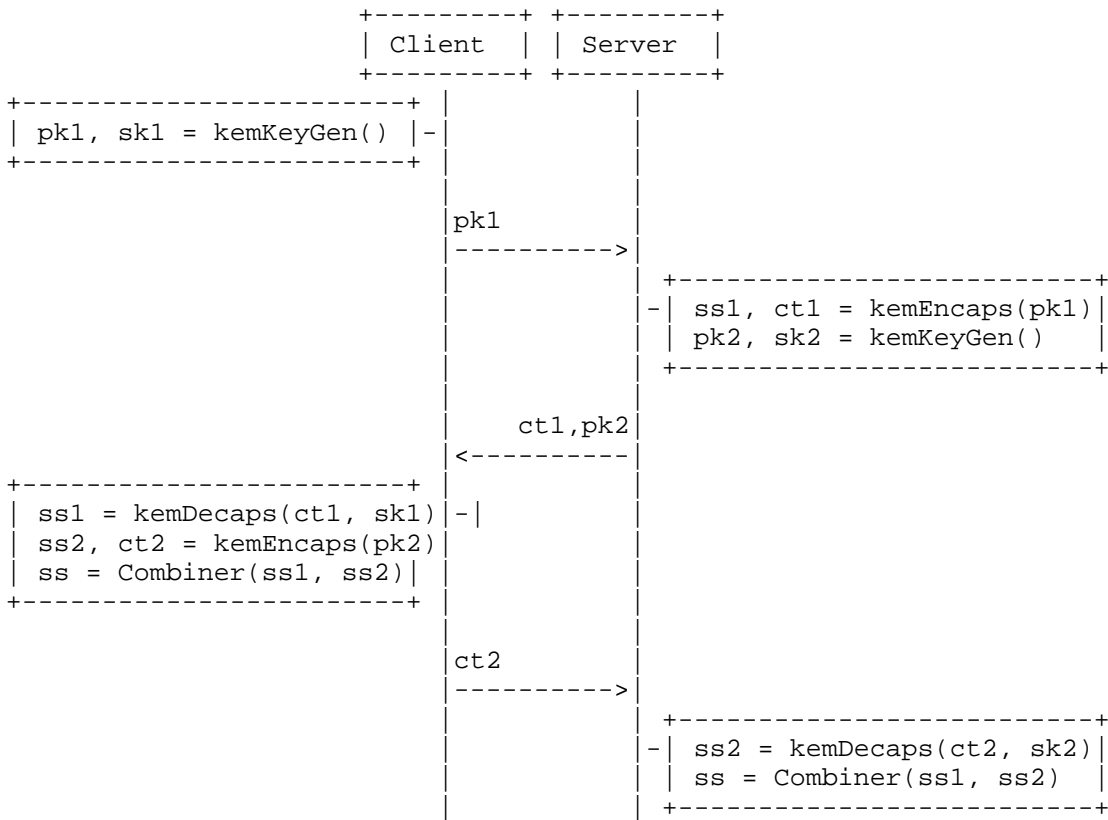 Client Server
pk1, sk1 = kemKeyGen()
pk1
ss1, ct1 = kemEncaps(pk1)
pk2, sk2 = kemKeyGen()
ct1,pk2
ss1 = kemDecaps(ct1, sk1)
ss2, ct2 = kemEncaps(pk2)
ss = Combiner(ss1, ss2)
ct2
ss2 = kemDecaps(ct2, sk2)
ss = Combiner(ss1, ss2)